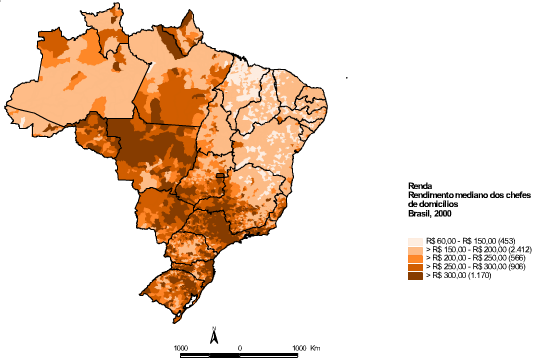 Renda
Rendimento mediano dos chefes
de domicílios
Brasil, 2000
R$ 60,00 - R$ 150,00 (453)
> R$ 150,00 - R$ 200,00 (2.412)
> R$ 200,00 - R$ 250,00 (566)
> R$ 250,00 - R$ 300,00 (906)
> R$ 300,00 (1.170)
N
1000 0 1000 Km